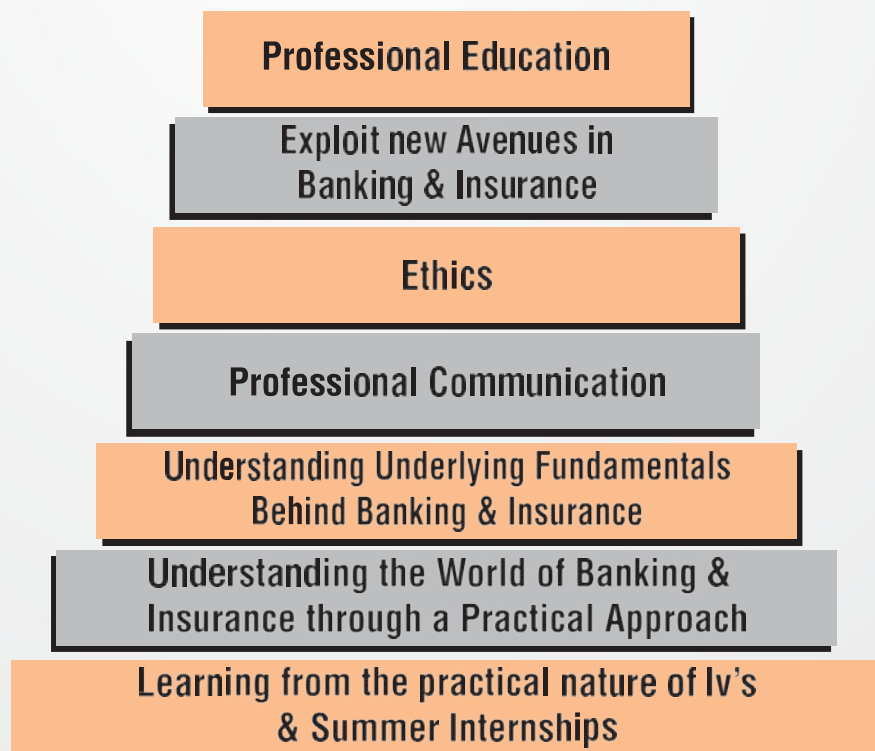 Professional Education
Exploit new Avenues in
Banking & Insurance
Ethics
Professional Communication
Understanding Underlying Fundamentals
Behind Banking & Insurance
Understanding the World of Banking &
Insurance through a Practical Approach
Learning from the practical nature of Iv's
& Summer Internships